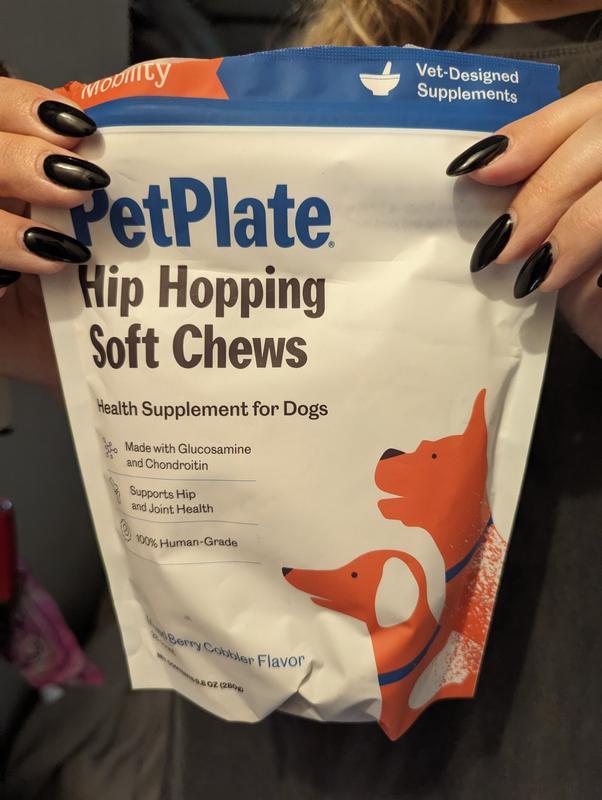 Mobility
Vet-Designed
Supplements
PetPlate®
Hip Hopping
Soft Chews
Health Supplement for Dogs
Made with Glucosamine
and Chondroitin
Supports Hip
and Joint Health
100% Human-Grade
Berry Cobbler Flavor
(280g)